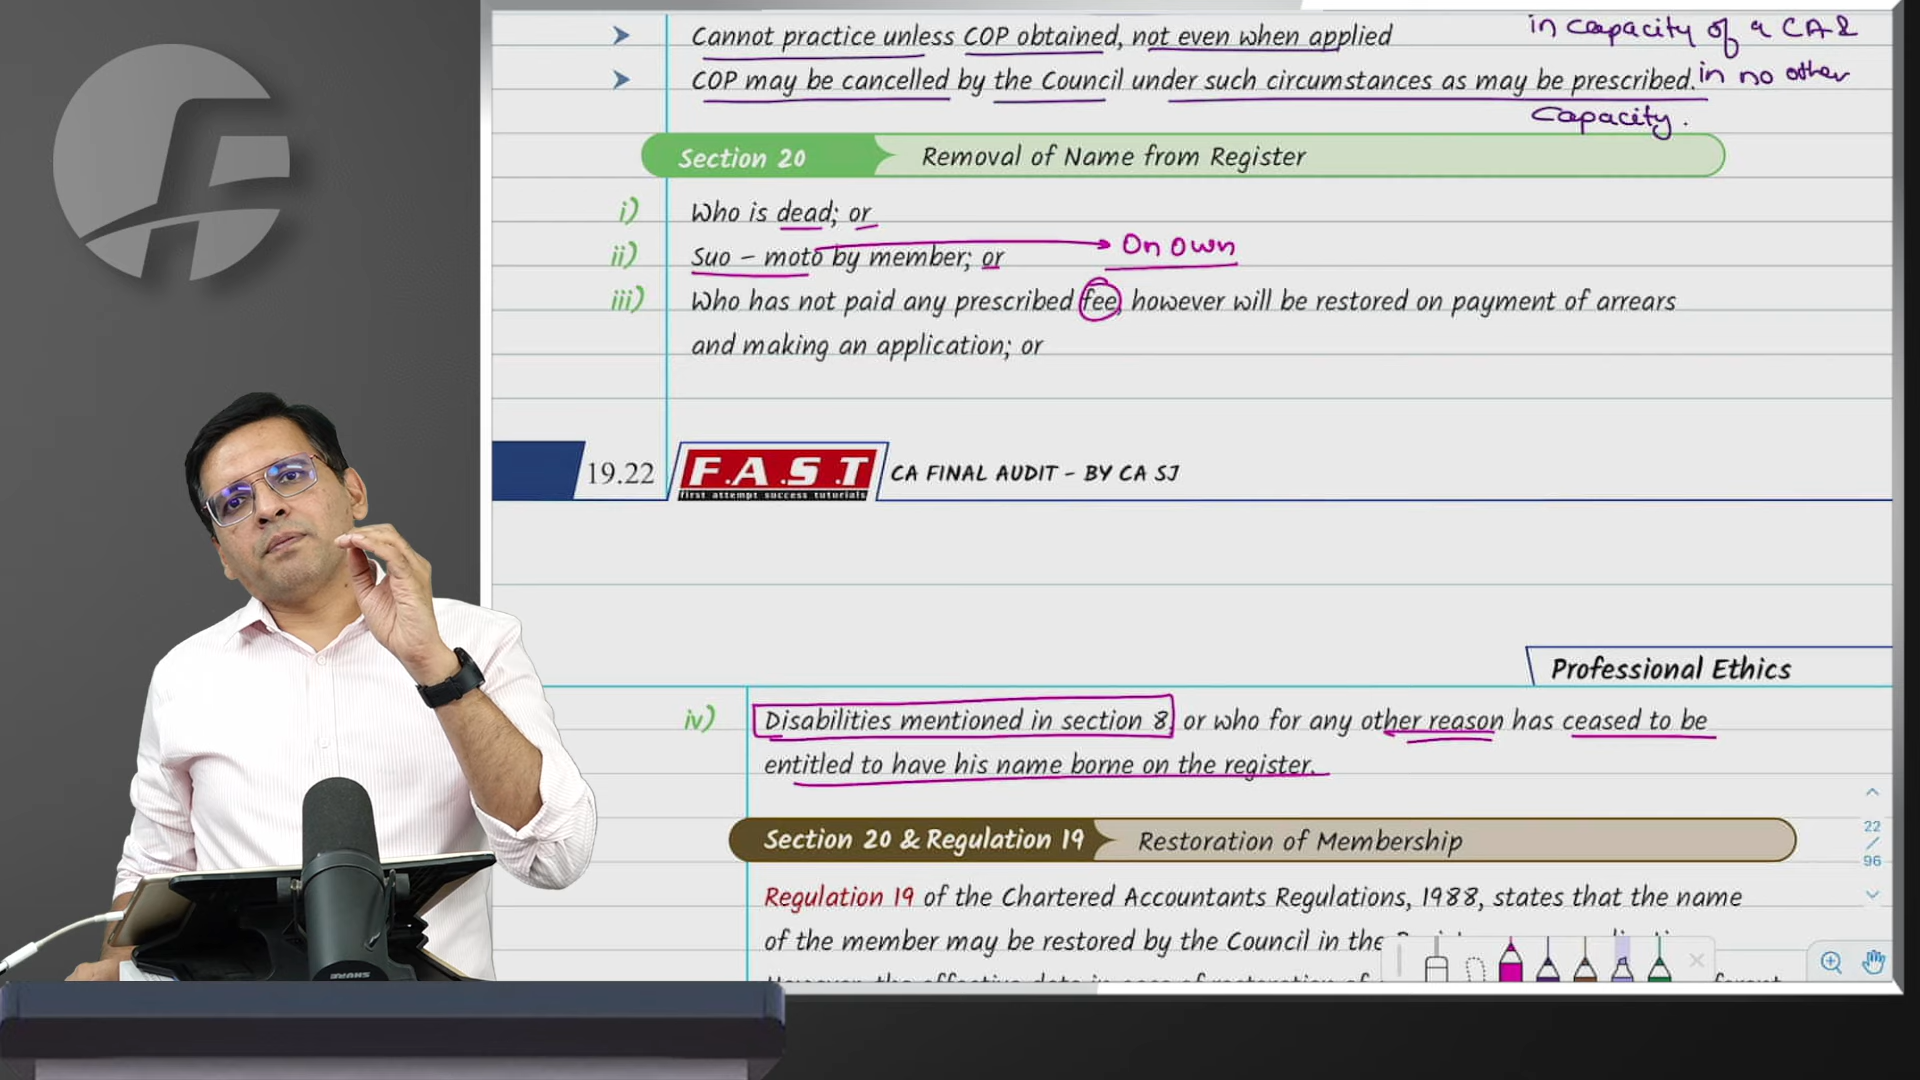 Cannot practice unless COP obtained, not even when applied
in capacity of a CA &
COP may be cancelled by the Council under such circumstances as may be prescribed.
in no other
capacity.
Section 20 Removal of Name from Register
i) Who is dead; or
ii) Suo - moto by member; or
On Own
iii) Who has not paid any prescribed fee, however will be restored on payment of arrears
and making an application; or
19.22 F.A.S.T CA FINAL AUDIT - BY CA SJ
first attempt success tutorials
Professional Ethics
iv) Disabilities mentioned in section 8, or who for any other reason has ceased to be
entitled to have his name borne on the register.
Section 20 & Regulation 19 Restoration of Membership
22
/
96
Regulation 19 of the Chartered Accountants Regulations, 1988, states that the name
of the member may be restored by the Council in the
SHURE